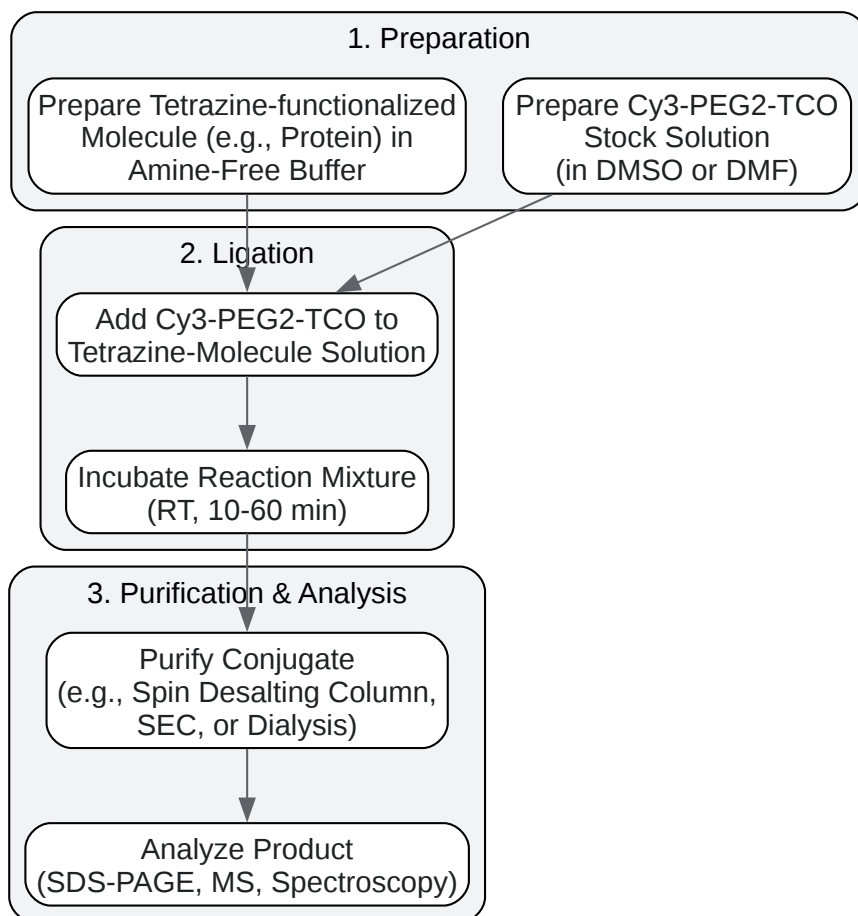 1. Preparation
Prepare Tetrazine-functionalized
Molecule (e.g., Protein) in
Amine-Free Buffer
Prepare Cy3-PEG2-TCO
Stock Solution
(in DMSO or DMF)
2. Ligation
Add Cy3-PEG2-TCO to
Tetrazine-Molecule Solution
Incubate Reaction Mixture
(RT, 10-60 min)
3. Purification & Analysis
Purify Conjugate
(e.g., Spin Desalting Column,
SEC, or Dialysis)
Analyze Product
(SDS-PAGE, MS, Spectroscopy)